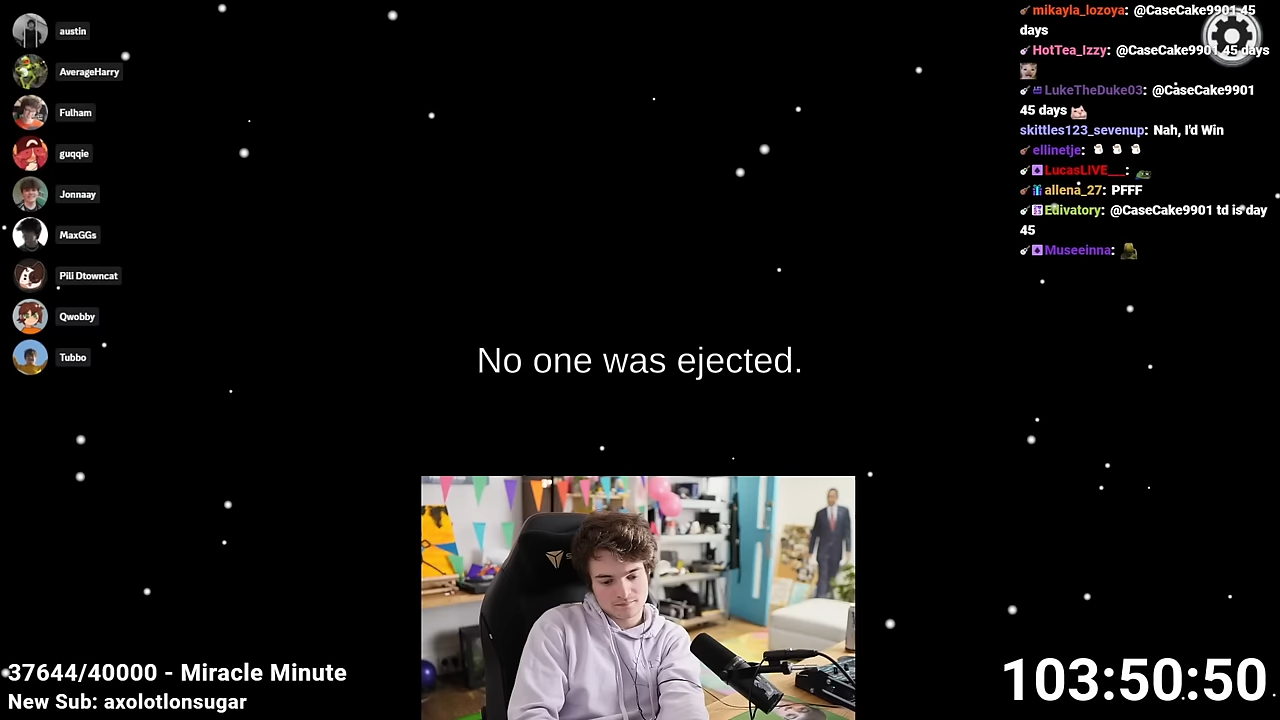 austin
AverageHarry
Fulham
guqqie
Jonnaay
MaxGGs
Pili Dtowncat
Qwobby
Tubbo
mikayla_lozoya: @CaseCake9901 45
days
HotTea_Izzy: @CaseCake9901 45 days
LukeTheDuke03: @CaseCake9901
45 days
skittles123_sevenup: Nah, I'd Win
ellinetje:
LucasLIVE___:
allena_27: PFFF
Edivatory: @CaseCake9901 td is day
45
Museeinna:
No one was ejected.
37644/40000 - Miracle Minute
New Sub: axolotlonsugar
103:50:50